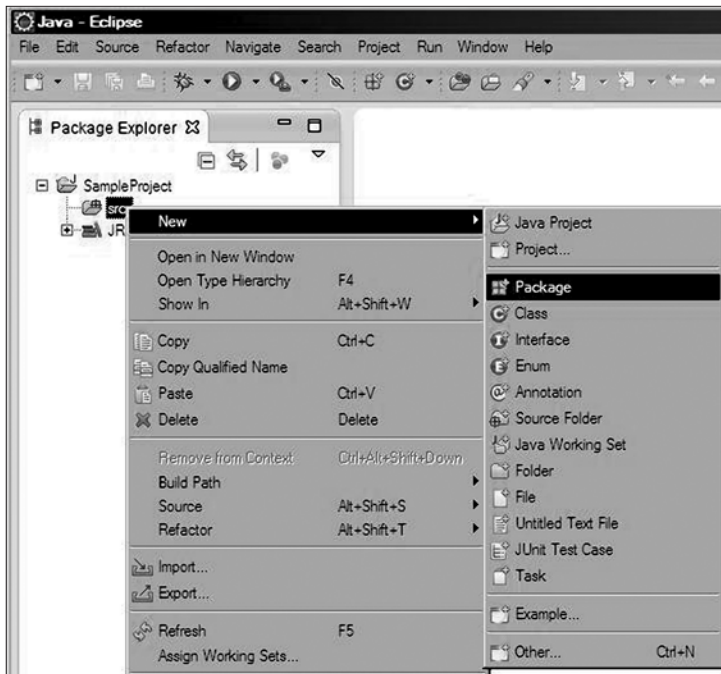 Java - Eclipse
File Edit Source Refactor Navigate Search Project Run Window Help
Package Explorer
SampleProject
src
JR
New
Open in New Window
Open Type Hierarchy F4
Show In Alt+Shift+W
Copy Ctrl+C
Copy Qualified Name
Paste Ctrl+V
Delete Delete
Remove from Context Ctrl+Alt+Shift+Down
Build Path
Source Alt+Shift+S
Refactor Alt+Shift+T
Import...
Export...
Refresh F5
Assign Working Sets...
Java Project
Project...
Package
Class
Interface
Enum
Annotation
Source Folder
Java Working Set
Folder
File
Untitled Text File
JUnit Test Case
Task
Example...
Other... Ctrl+N